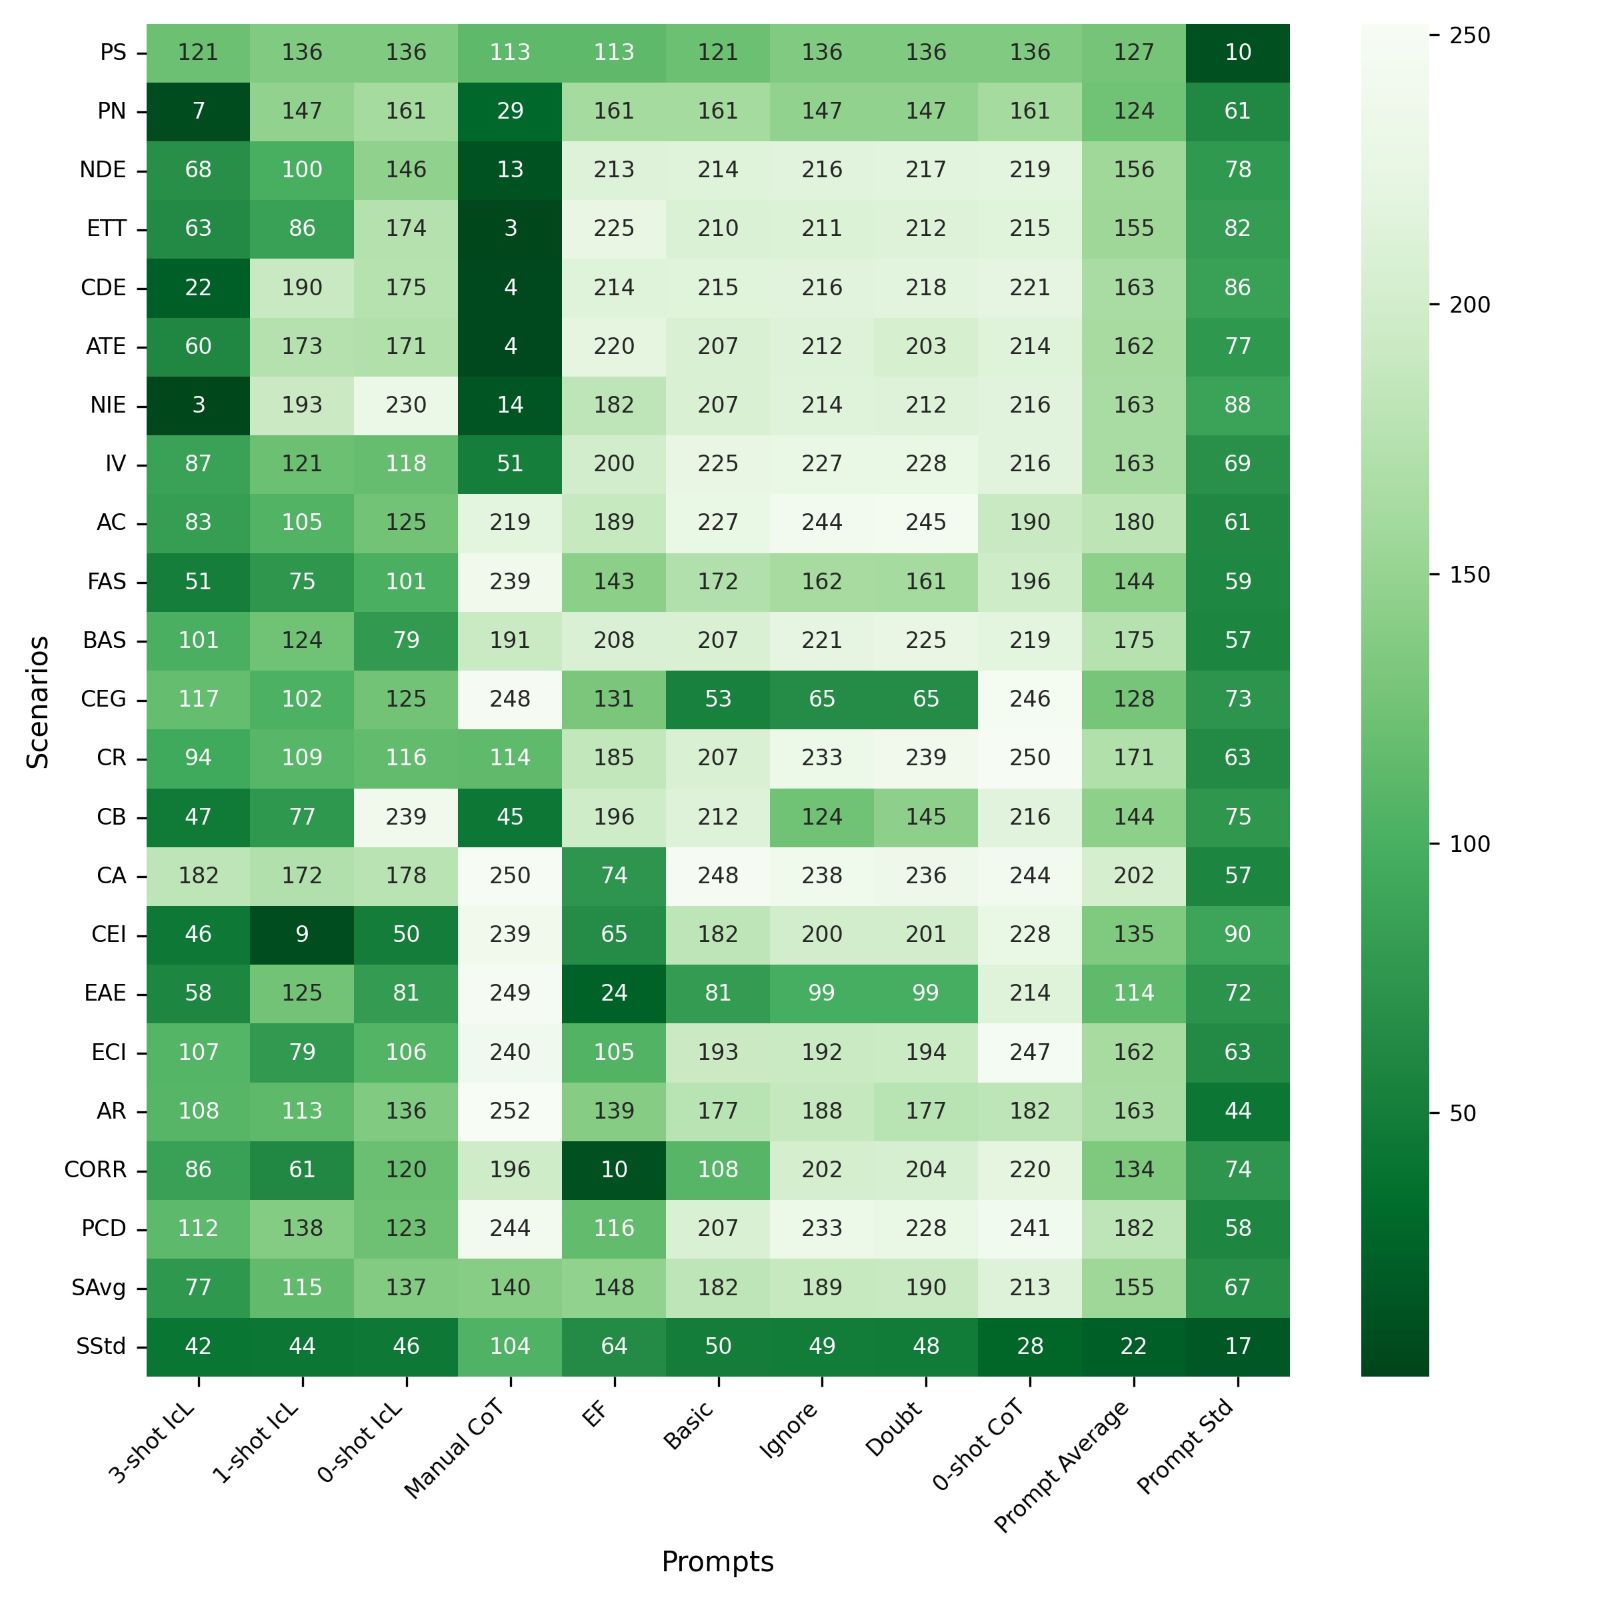 PS 121 136 136 113 113 121 136 136 136 127 10
PN 7 147 161 29 161 161 147 147 161 124 61
NDE 68 100 146 13 213 214 216 217 219 156 78
ETT 63 86 174 3 225 210 211 212 215 155 82
CDE 22 190 175 4 214 215 216 218 221 163 86
ATE 60 173 171 4 220 207 212 203 214 162 77
NIE 3 193 230 14 182 207 214 212 216 163 88
IV 87 121 118 51 200 225 227 228 216 163 69
AC 83 105 125 219 189 227 244 245 190 180 61
FAS 51 75 101 239 143 172 162 161 196 144 59
BAS 101 124 79 191 208 207 221 225 219 175 57
CEG 117 102 125 248 131 53 65 65 246 128 73
CR 94 109 116 114 185 207 233 239 250 171 63
CB 47 77 239 45 196 212 124 145 216 144 75
CA 182 172 178 250 74 248 238 236 244 202 57
CEI 46 9 50 239 65 182 200 201 228 135 90
EAE 58 125 81 249 24 81 99 99 214 114 72
ECI 107 79 106 240 105 193 192 194 247 162 63
AR 108 113 136 252 139 177 188 177 182 163 44
CORR 86 61 120 196 10 108 202 204 220 134 74
PCD 112 138 123 244 116 207 233 228 241 182 58
SAvg 77 115 137 140 148 182 189 190 213 155 67
SStd 42 44 46 104 64 50 49 48 28 22 17
3-shot IcL 1-shot IcL 0-shot IcL Manual CoT EF Basic Ignore Doubt 0-shot CoT Prompt Average Prompt Std
Prompts
Scenarios
250
200
150
100
50